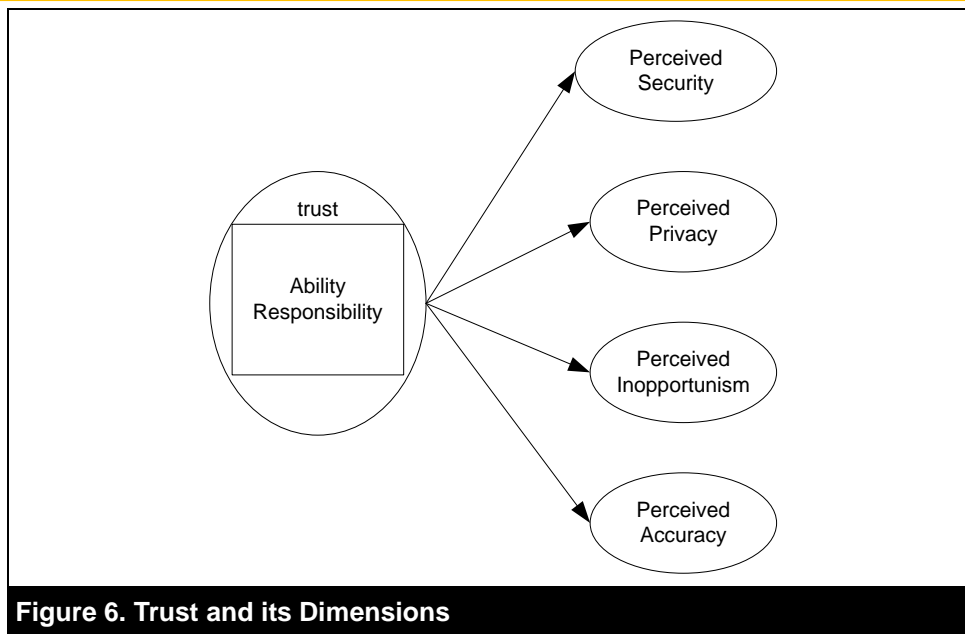 Perceived
Security
trust
Perceived
Privacy
Ability
Responsibility
Perceived
Inopportunism
Perceived
Accuracy
Figure 6. Trust and its Dimensions